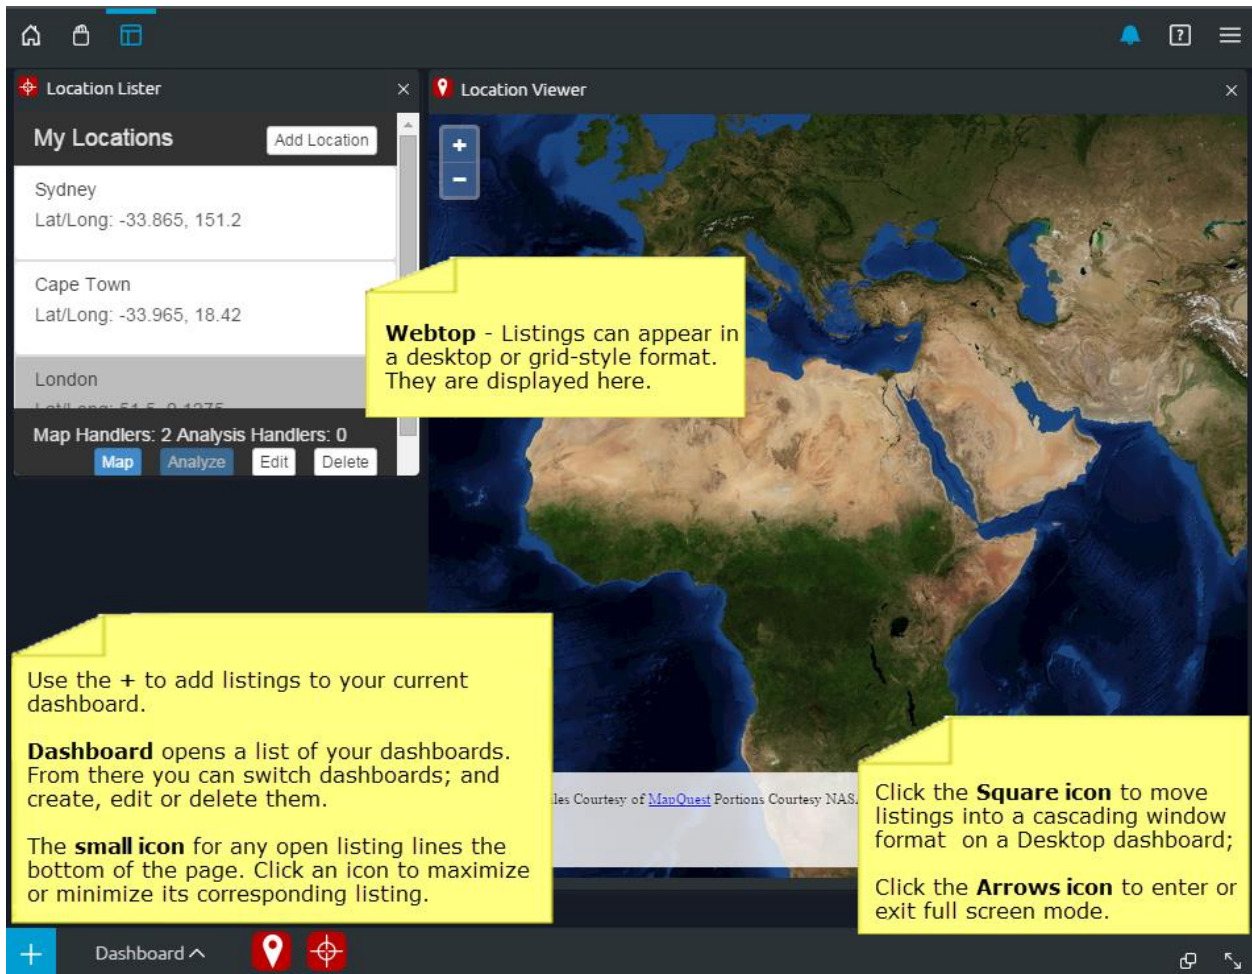 Location Lister
Location Viewer
My Locations
Add Location
Sydney
Lat/Long: -33.865, 151.2
Cape Town
Lat/Long: -33.965, 18.42
London
Map Handlers: 2 Analysis Handlers: 0
Map
Analyze
Edit
Delete
Webtop - Listings can appear in
a desktop or grid-style format.
They are displayed here.
Use the + to add listings to your current
dashboard.
Dashboard opens a list of your dashboards.
From there you can switch dashboards; and
create, edit or delete them.
The small icon for any open listing lines the
bottom of the page. Click an icon to maximize
or minimize its corresponding listing.
Courtesy of MapQuest Portions Courtesy
Click the Square icon to move
listings into a cascading window
format on a Desktop dashboard;
Click the Arrows icon to enter or
exit full screen mode.
Dashboard